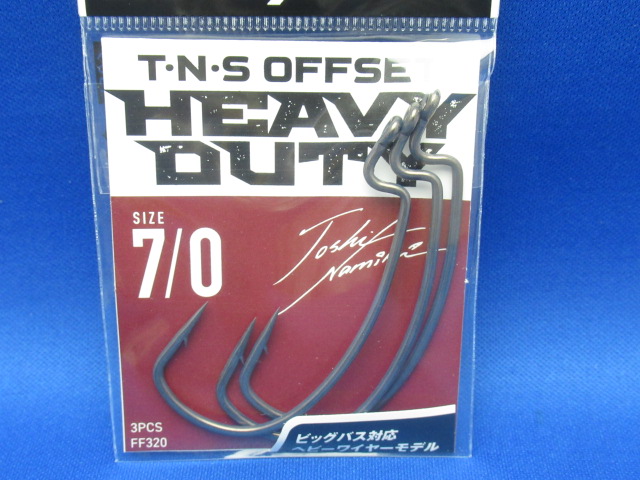 T·N·S OFFSET
HEAVY
DUTY
SIZE
7/0
Toshi
Namiki
3PCS
FF320
ビッグバス対応
ヘビーワイヤーモデル